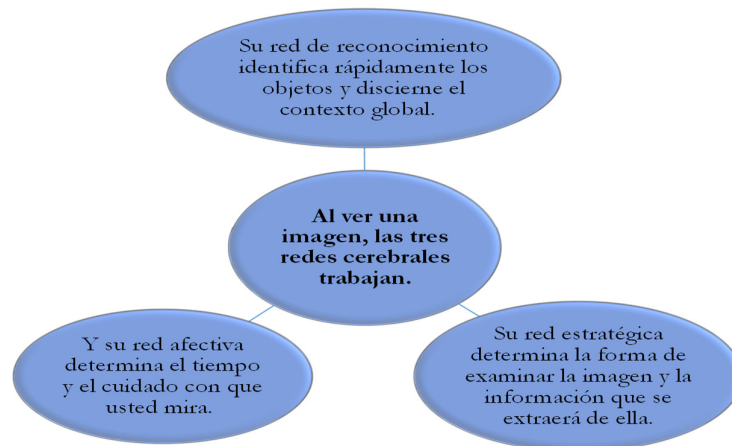 Su red de reconocimiento
identifica rápidamente los
objetos y discierne el
contexto global.
Al ver una
imagen, las tres
redes cerebrales
trabajan.
Y su red afectiva
determina el tiempo
y el cuidado con que
usted mira.
Su red estratégica
determina la forma de
examinar la imagen y la
información que se
extraerá de ella.